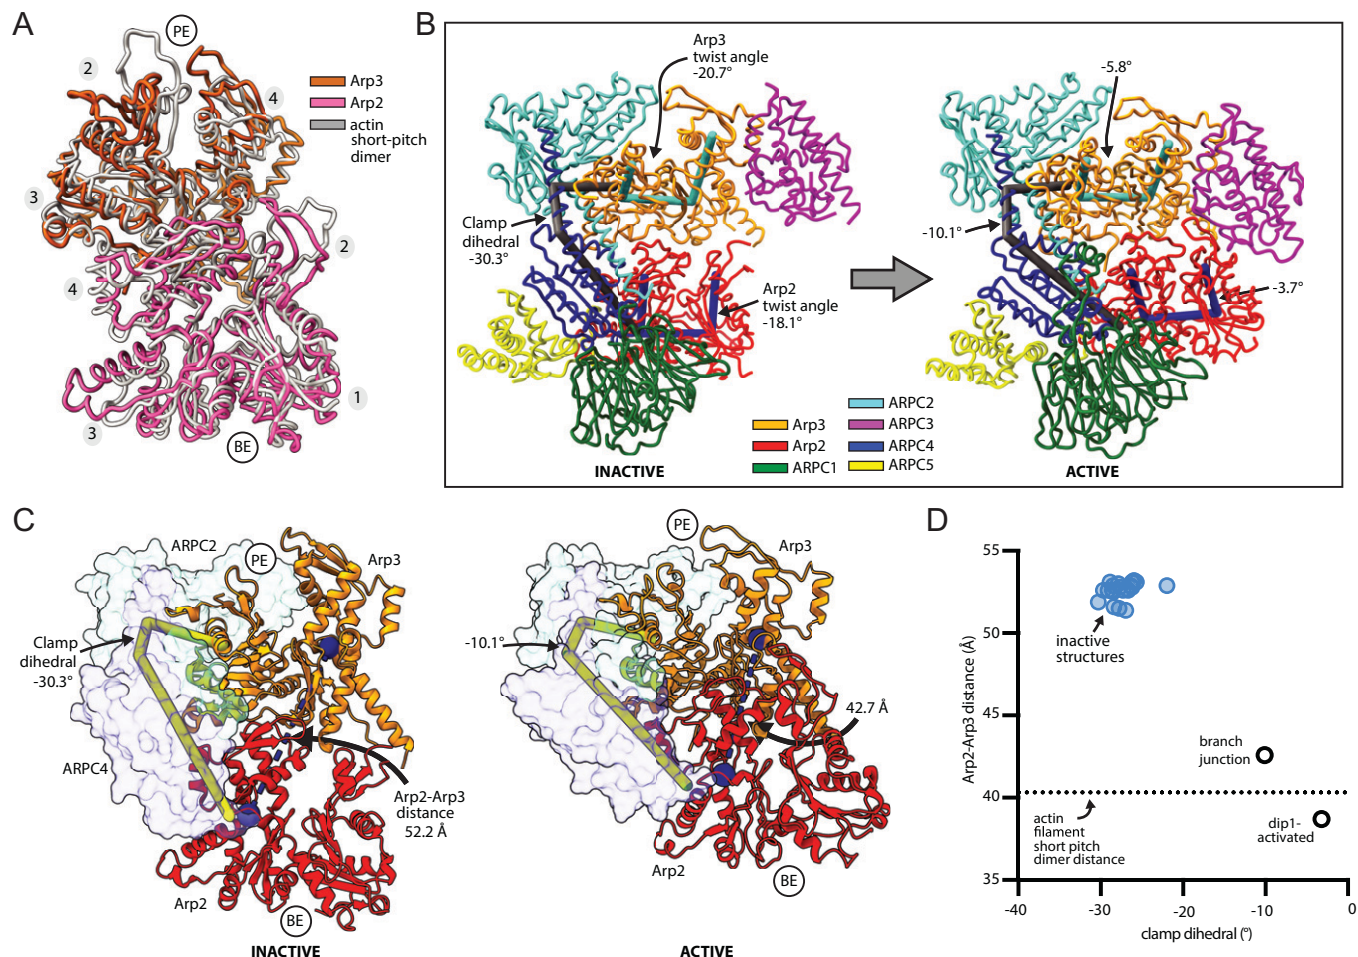 A
PE
2
4
3
4
2
3
1
BE
Arp3
Arp2
actin
short-pitch
dimer
B
Arp3
twist angle
-20.7°
Clamp
dihedral
-30.3°
Arp2
twist angle
-18.1°
INACTIVE
-5.8°
-10.1°
-3.7°
ACTIVE
Arp3
Arp2
ARPC1
ARPC2
ARPC3
ARPC4
ARPC5
C
ARPC2
PE
Arp3
Clamp
dihedral
-30.3°
ARPC4
Arp2-Arp3
distance
52.2 Å
Arp2
BE
INACTIVE
PE
Arp3
-10.1°
42.7 Å
Arp2
BE
ACTIVE
D
Arp2-Arp3 distance (Å)
55
50
45
40
35
inactive
structures
branch
junction
actin
filament
short pitch
dimer distance
dip1-
activated
-40
-30
-20
-10
0
clamp dihedral (°)